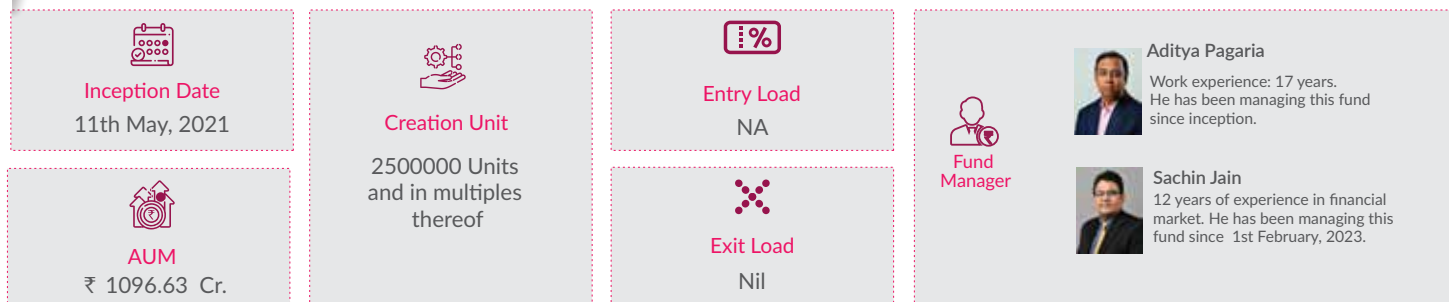 Inception Date
11th May, 2021
AUM
₹ 1096.63 Cr.
Creation Unit
2500000 Units
and in multiples
thereof
Entry Load
NA
Exit Load
Nil
Fund
Manager
Aditya Pagaria
Work experience: 17 years.
He has been managing this fund
since inception.
Sachin Jain
12 years of experience in financial
market. He has been managing this
fund since 1st February, 2023.